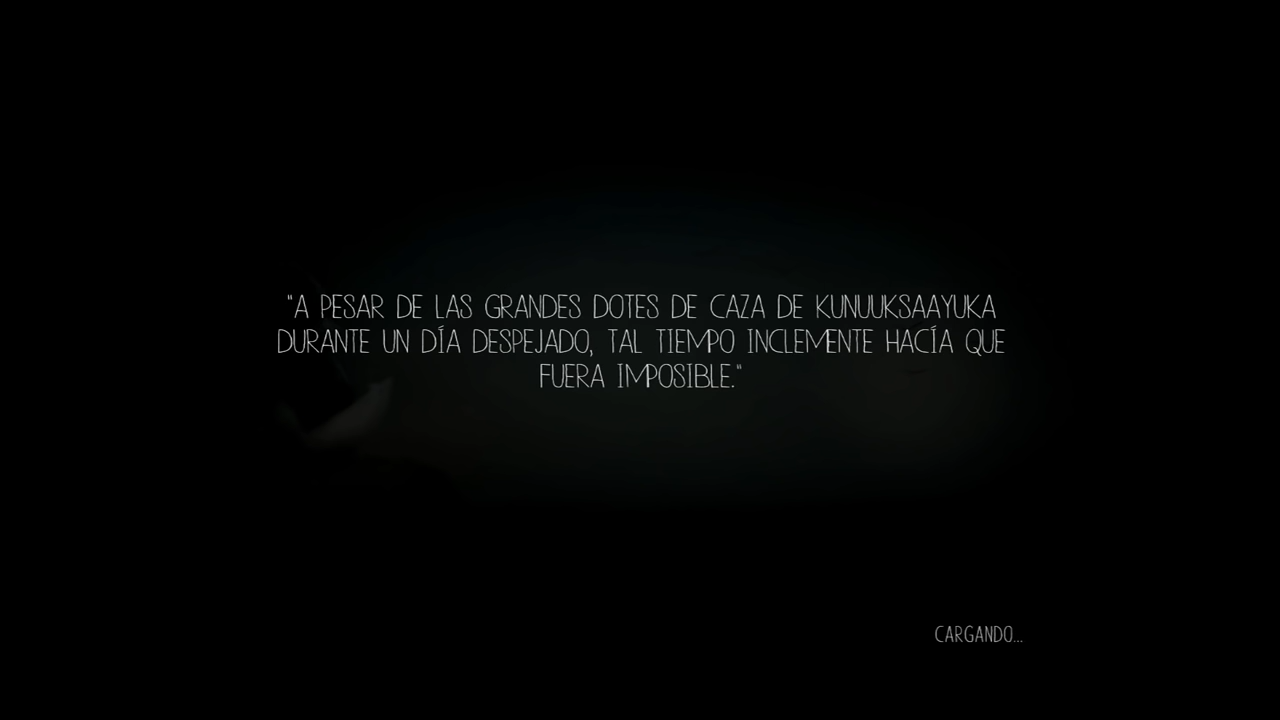 "A PESAR DE LAS GRANDES DOTES DE CAZA DE KUNUUKSAAYUKA
DURANTE UN DÍA DESPEJADO, TAL TIEMPO INCLEMENTE HACÍA QUE
FUERA IMPOSIBLE."
CARGANDO...